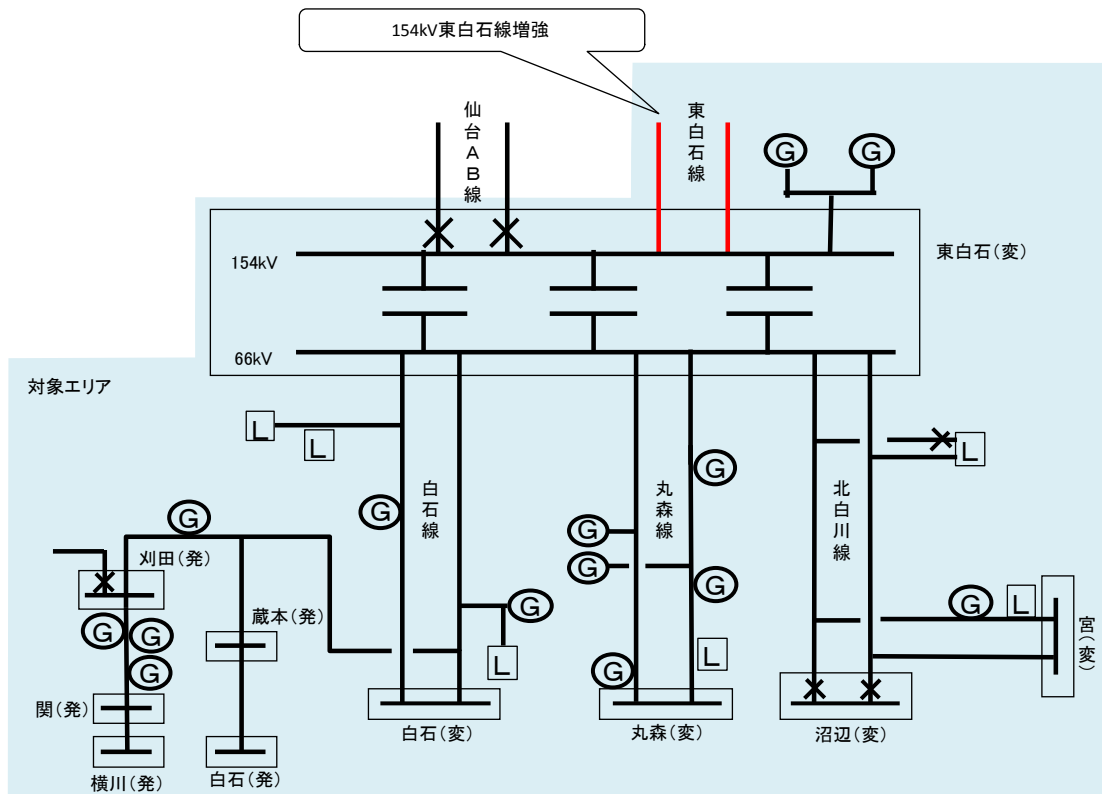 154kV東白石線増強
仙台AB線
東白石線
G
G
154kV
東白石(変)
66kV
対象エリア
L
L
L
白石線
丸森線
北白川線
G
G
G
G
刈田(発)
G
G
G
G
G
蔵本(発)
G
G
L
G
L
宮(変)
G
L
関(発)
白石(変)
丸森(変)
沼辺(変)
横川(発)
白石(発)